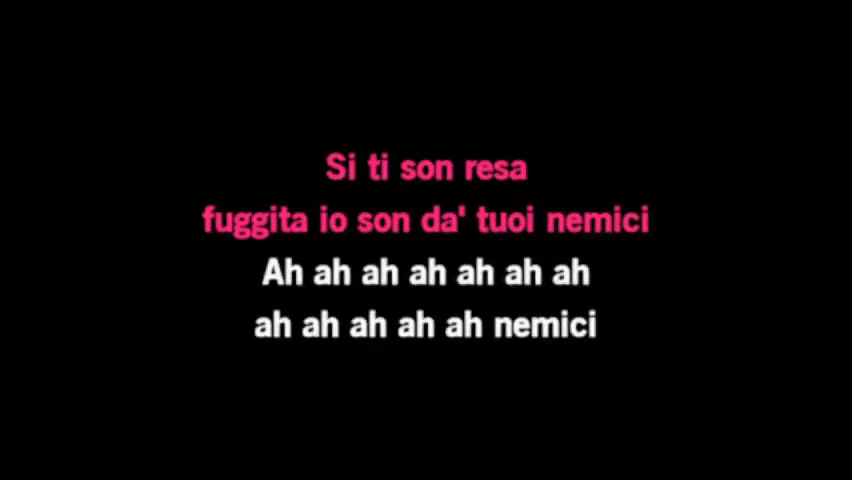 Si ti son resa
fuggita io son da' tuoi nemici
Ah ah ah ah ah ah ah
ah ah ah ah ah nemici